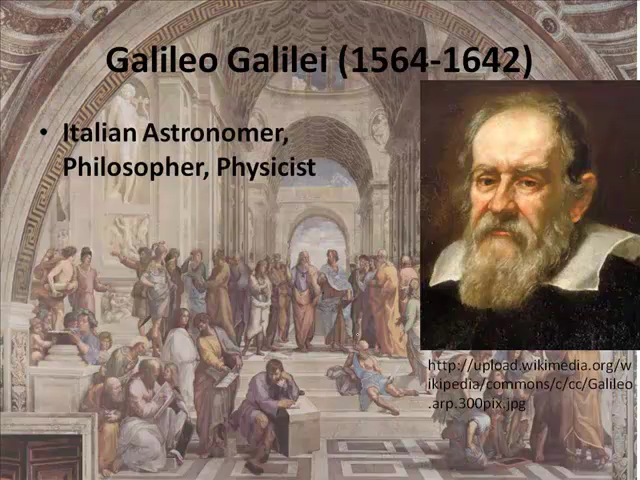 Galileo Galilei (1564-1642)
• Italian Astronomer,
Philosopher, Physicist
http://upload.wikimedia.org/w
ikipedia/commons/c/cc/Galileo
.arp.300pix.jpg